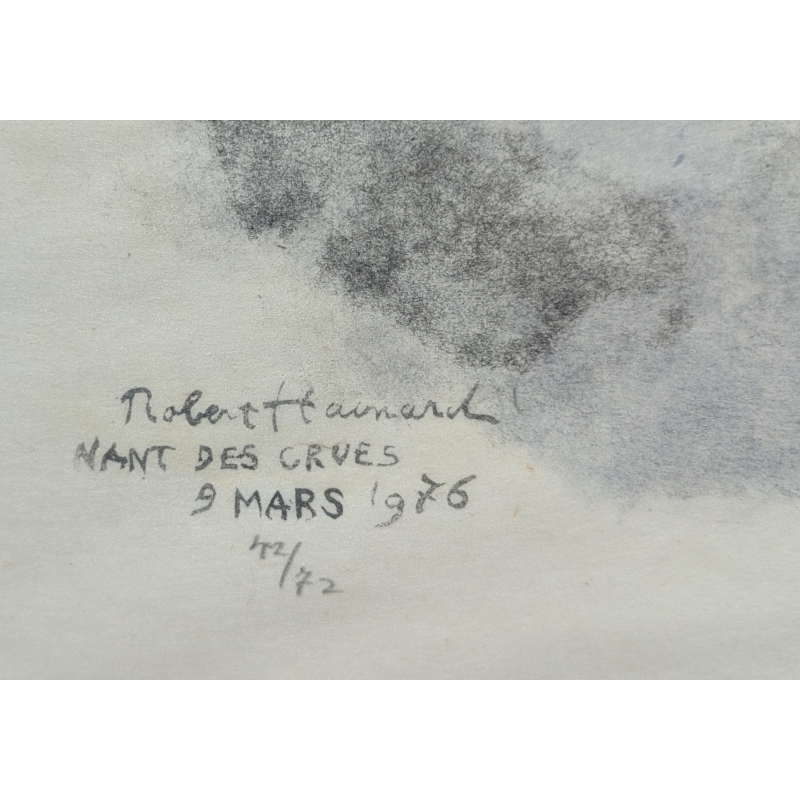 Robert Hainard
NANT DES CRUES
9 MARS 1976
42/72